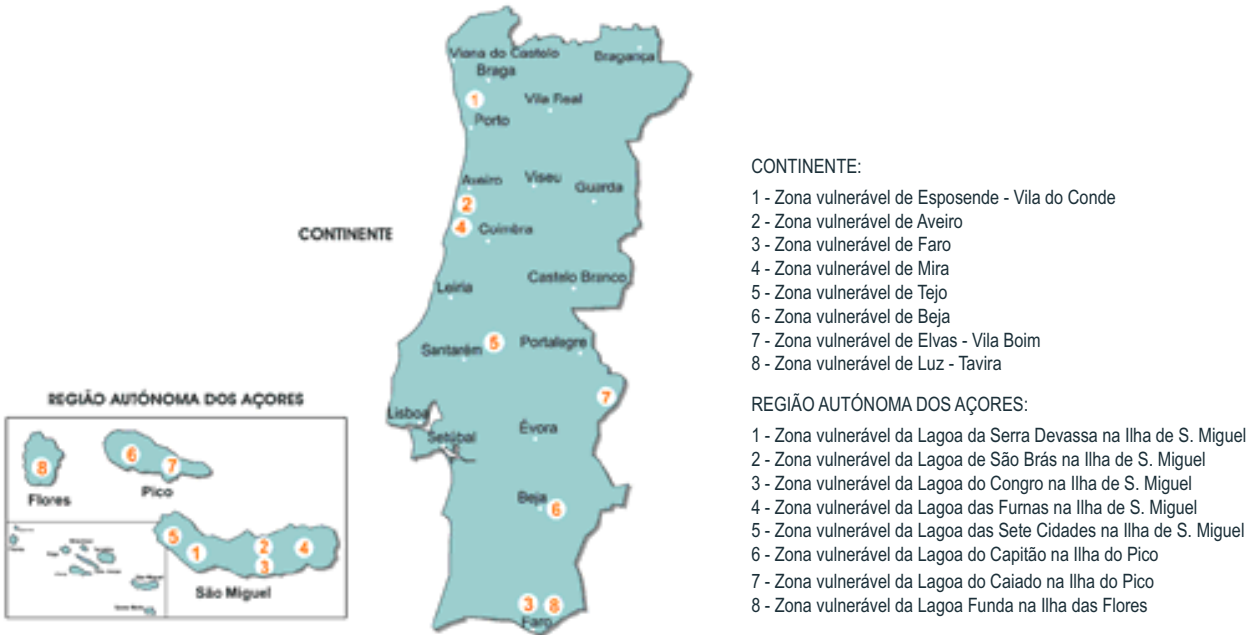 Viana do Castelo
Bragança
Braga
1
Vila Real
Porto
Aveiro
Viseu
Guarda
2
CONTINENTE
4
Coimbra
Castelo Branco
Leiria
5
Santarém
Portalegre
7
Lisboa
Setúbal
Évora
Beja
6
3
8
Faro
REGIÃO AUTÓNOMA DOS AÇORES
8
Flores
6
7
Pico
5
1
2
3
4
São Miguel
CONTINENTE:
1 - Zona vulnerável de Esposende - Vila do Conde
2 - Zona vulnerável de Aveiro
3 - Zona vulnerável de Faro
4 - Zona vulnerável de Mira
5 - Zona vulnerável de Tejo
6 - Zona vulnerável de Beja
7 - Zona vulnerável de Elvas - Vila Boim
8 - Zona vulnerável de Luz - Tavira
REGIÃO AUTÓNOMA DOS AÇORES:
1 - Zona vulnerável da Lagoa da Serra Devassa na Ilha de S. Miguel
2 - Zona vulnerável da Lagoa de São Brás na Ilha de S. Miguel
3 - Zona vulnerável da Lagoa do Congro na Ilha de S. Miguel
4 - Zona vulnerável da Lagoa das Furnas na Ilha de S. Miguel
5 - Zona vulnerável da Lagoa das Sete Cidades na Ilha de S. Miguel
6 - Zona vulnerável da Lagoa do Capitão na Ilha do Pico
7 - Zona vulnerável da Lagoa do Caiado na Ilha do Pico
8 - Zona vulnerável da Lagoa Funda na Ilha das Flores